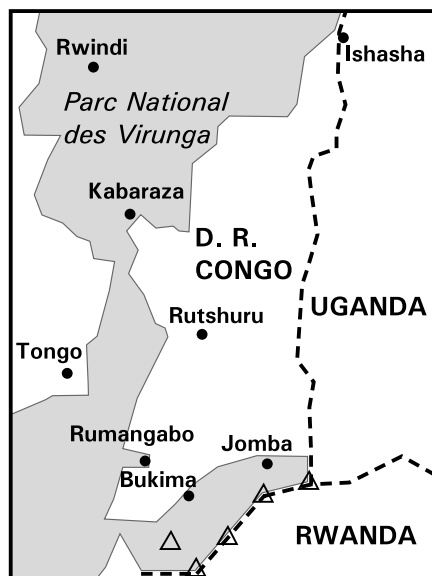 Rwindi
Ishasha
Parc National
des Virunga
Kabaraza
D. R.
CONGO
UGANDA
Rutshuru
Tongo
Rumangabo
Jomba
Bukima
RWANDA